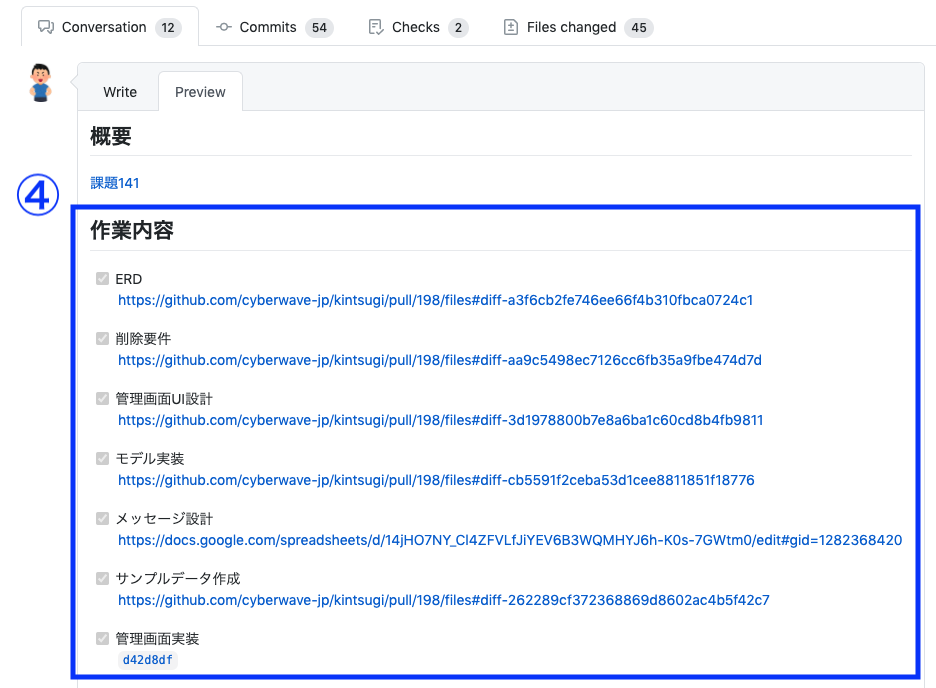 Conversation 12 Commits 54 Checks 2 Files changed 45
Write Preview
概要
課題141
④
作業内容
ERD
https://github.com/cyberwave-jp/kintsugi/pull/198/files#diff-a3f6cb2fe746ee66f4b310fbca0724c1
削除要件
https://github.com/cyberwave-jp/kintsugi/pull/198/files#diff-aa9c5498ec7126cc6fb35a9fbe474d7d
管理画面UI設計
https://github.com/cyberwave-jp/kintsugi/pull/198/files#diff-3d1978800b7e8a6ba1c60cd8b4fb9811
モデル実装
https://github.com/cyberwave-jp/kintsugi/pull/198/files#diff-cb5591f2ceba53d1cee8811851f18776
メッセージ設計
https://docs.google.com/spreadsheets/d/14jHO7NY_Cl4ZFVLfJiYEV6B3WQMHYJ6h-K0s-7GWtm0/edit#gid=1282368420
サンプルデータ作成
https://github.com/cyberwave-jp/kintsugi/pull/198/files#diff-262289cf372368869d8602ac4b5f42c7
管理画面実装
d42d8df